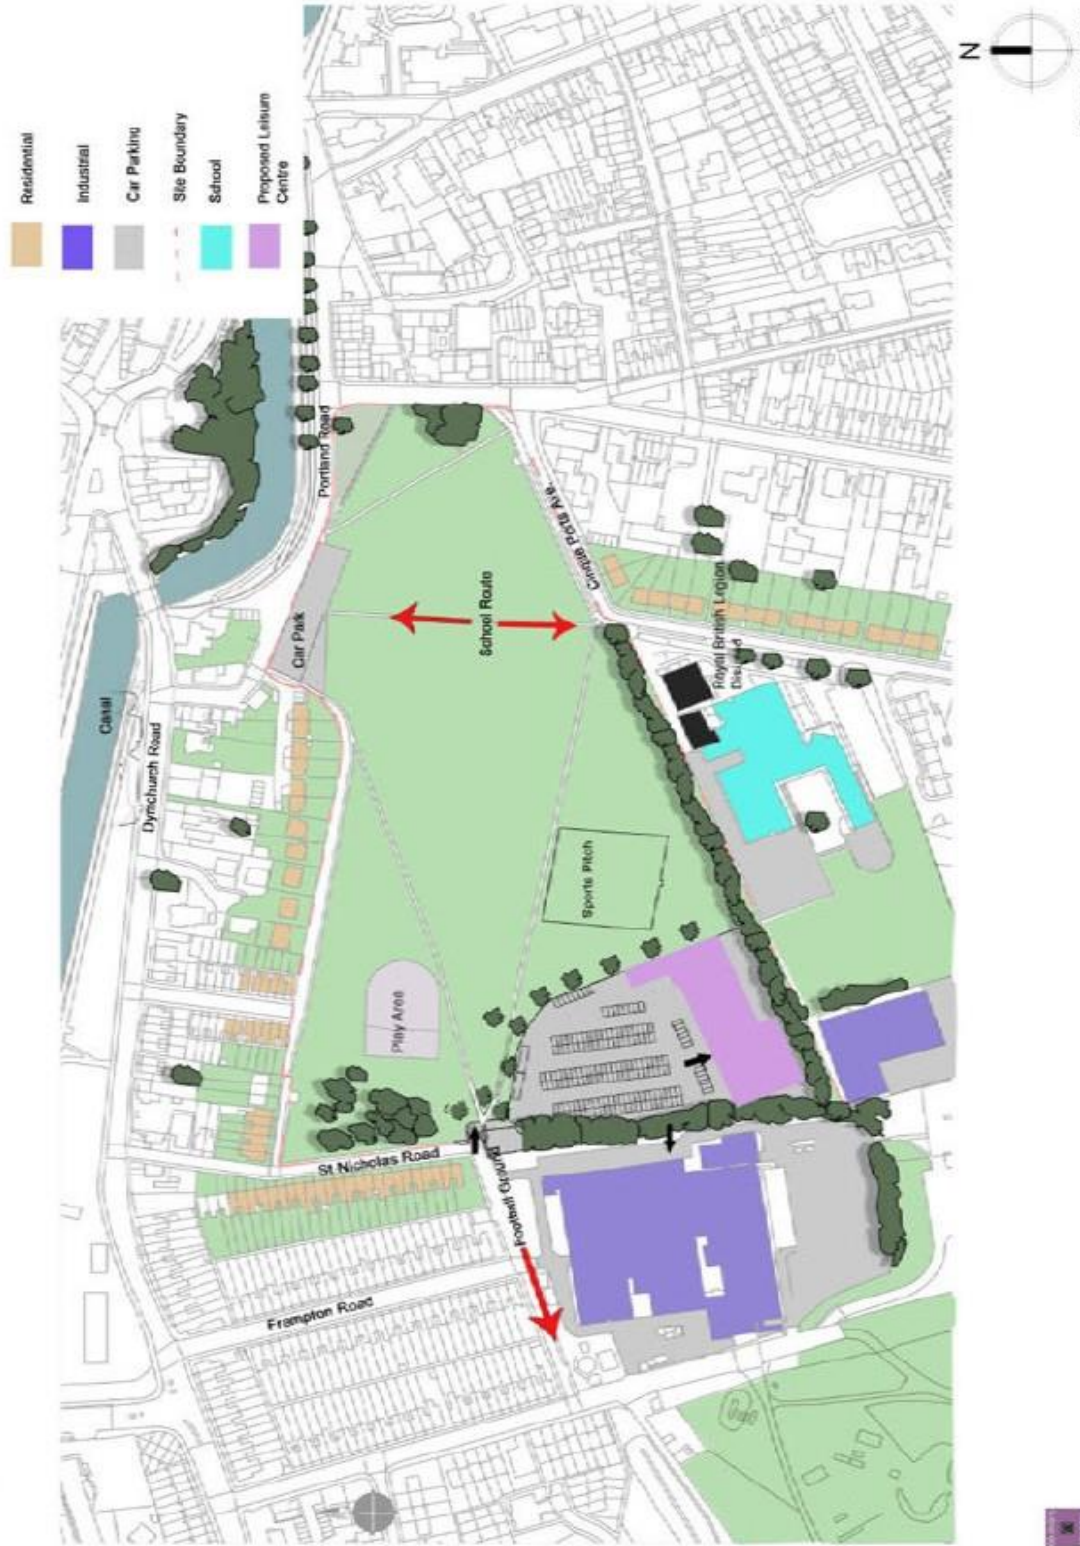 Residential
Industrial
Car Parking
Site Boundary
School
Proposed Leisure
Centre
N
Canal
Dymchurch Road
Portland Road
Car Park
School Route
Cinque Ports Ave.
Royal British Legion
Disused
Sports Pitch
Play Area
St Nicholas Road
Football Ground
Frampton Road